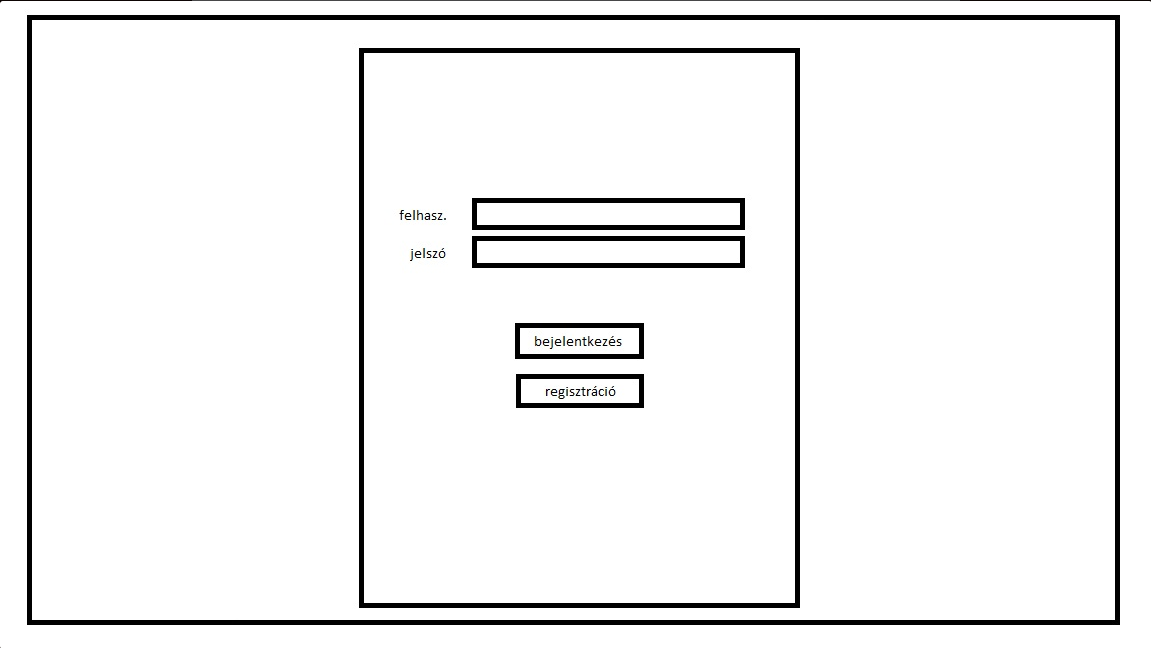 felhasz.
jelszó
bejelentkezés
regisztráció